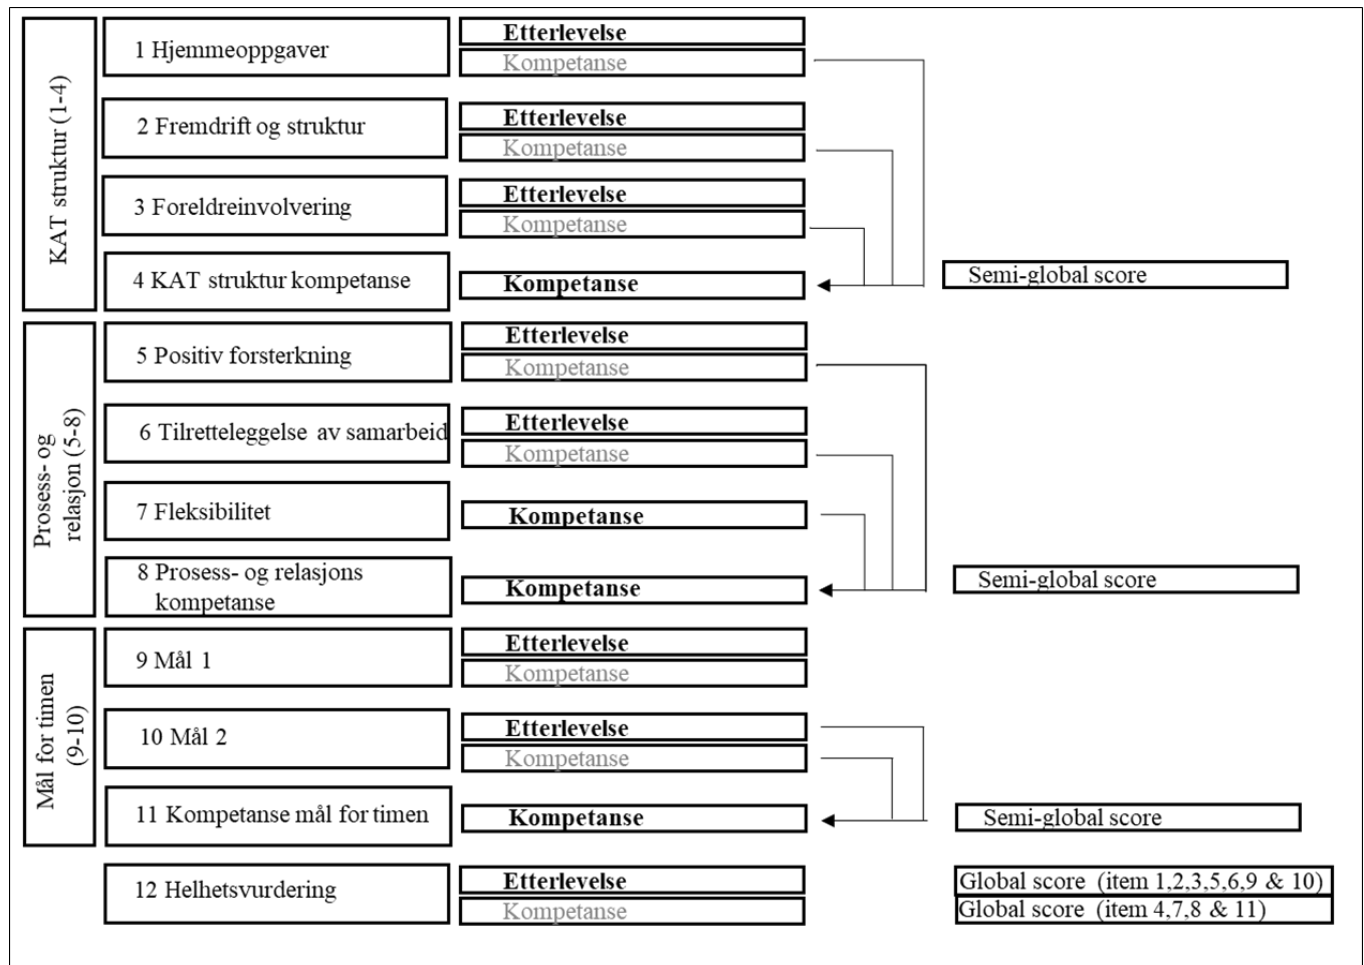 KAT struktur (1-4)
1 Hjemmeoppgaver
Etterlevelse
Kompetanse
2 Fremdrift og struktur
Etterlevelse
Kompetanse
3 Foreldreinvolvering
Etterlevelse
Kompetanse
4 KAT struktur kompetanse
Kompetanse
Semi-global score
Prosess- og
relasjon (5-8)
5 Positiv forsterkning
Etterlevelse
Kompetanse
6 Tilretteleggelse av samarbeid
Etterlevelse
Kompetanse
7 Fleksibilitet
Kompetanse
8 Prosess- og relasjons
kompetanse
Kompetanse
Semi-global score
Mål for timen
(9-10)
9 Mål 1
Etterlevelse
Kompetanse
10 Mål 2
Etterlevelse
Kompetanse
11 Kompetanse mål for timen
Kompetanse
Semi-global score
12 Helhetsvurdering
Etterlevelse
Kompetanse
Global score (item 1,2,3,5,6,9 & 10)
Global score (item 4,7,8 & 11)